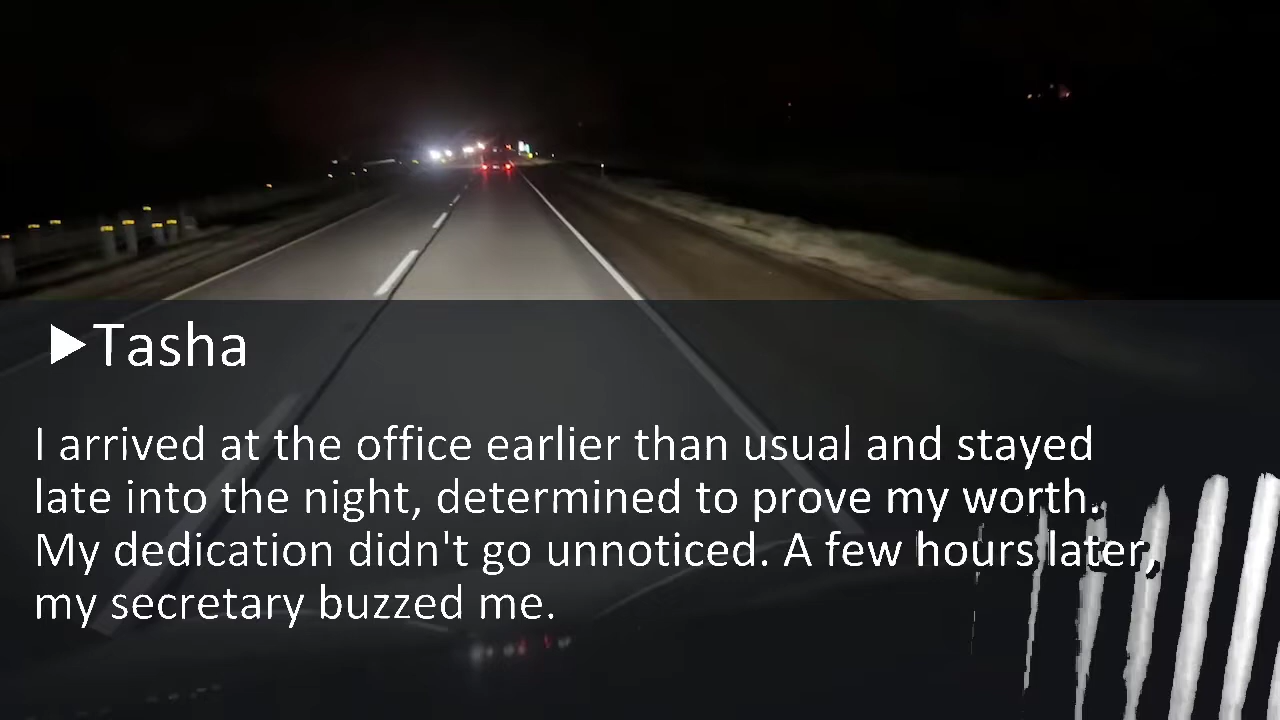 ▶Tasha
I arrived at the office earlier than usual and stayed
late into the night, determined to prove my worth.
My dedication didn't go unnoticed. A few hours later,
my secretary buzzed me.